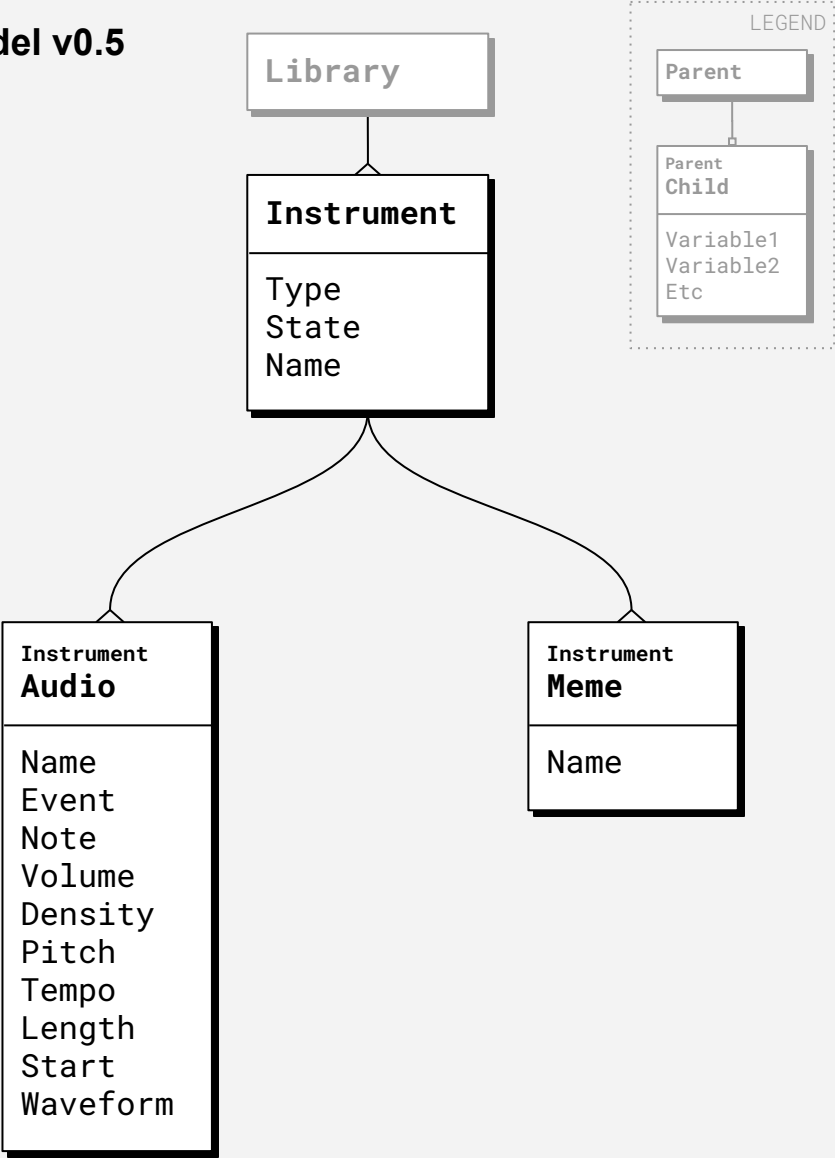 del v0.5
Library
Instrument
Type
State
Name
Instrument
Audio
Name
Event
Note
Volume
Density
Pitch
Tempo
Length
Start
Waveform
Instrument
Meme
Name
LEGEND
Parent
Parent
Child
Variable1
Variable2
Etc